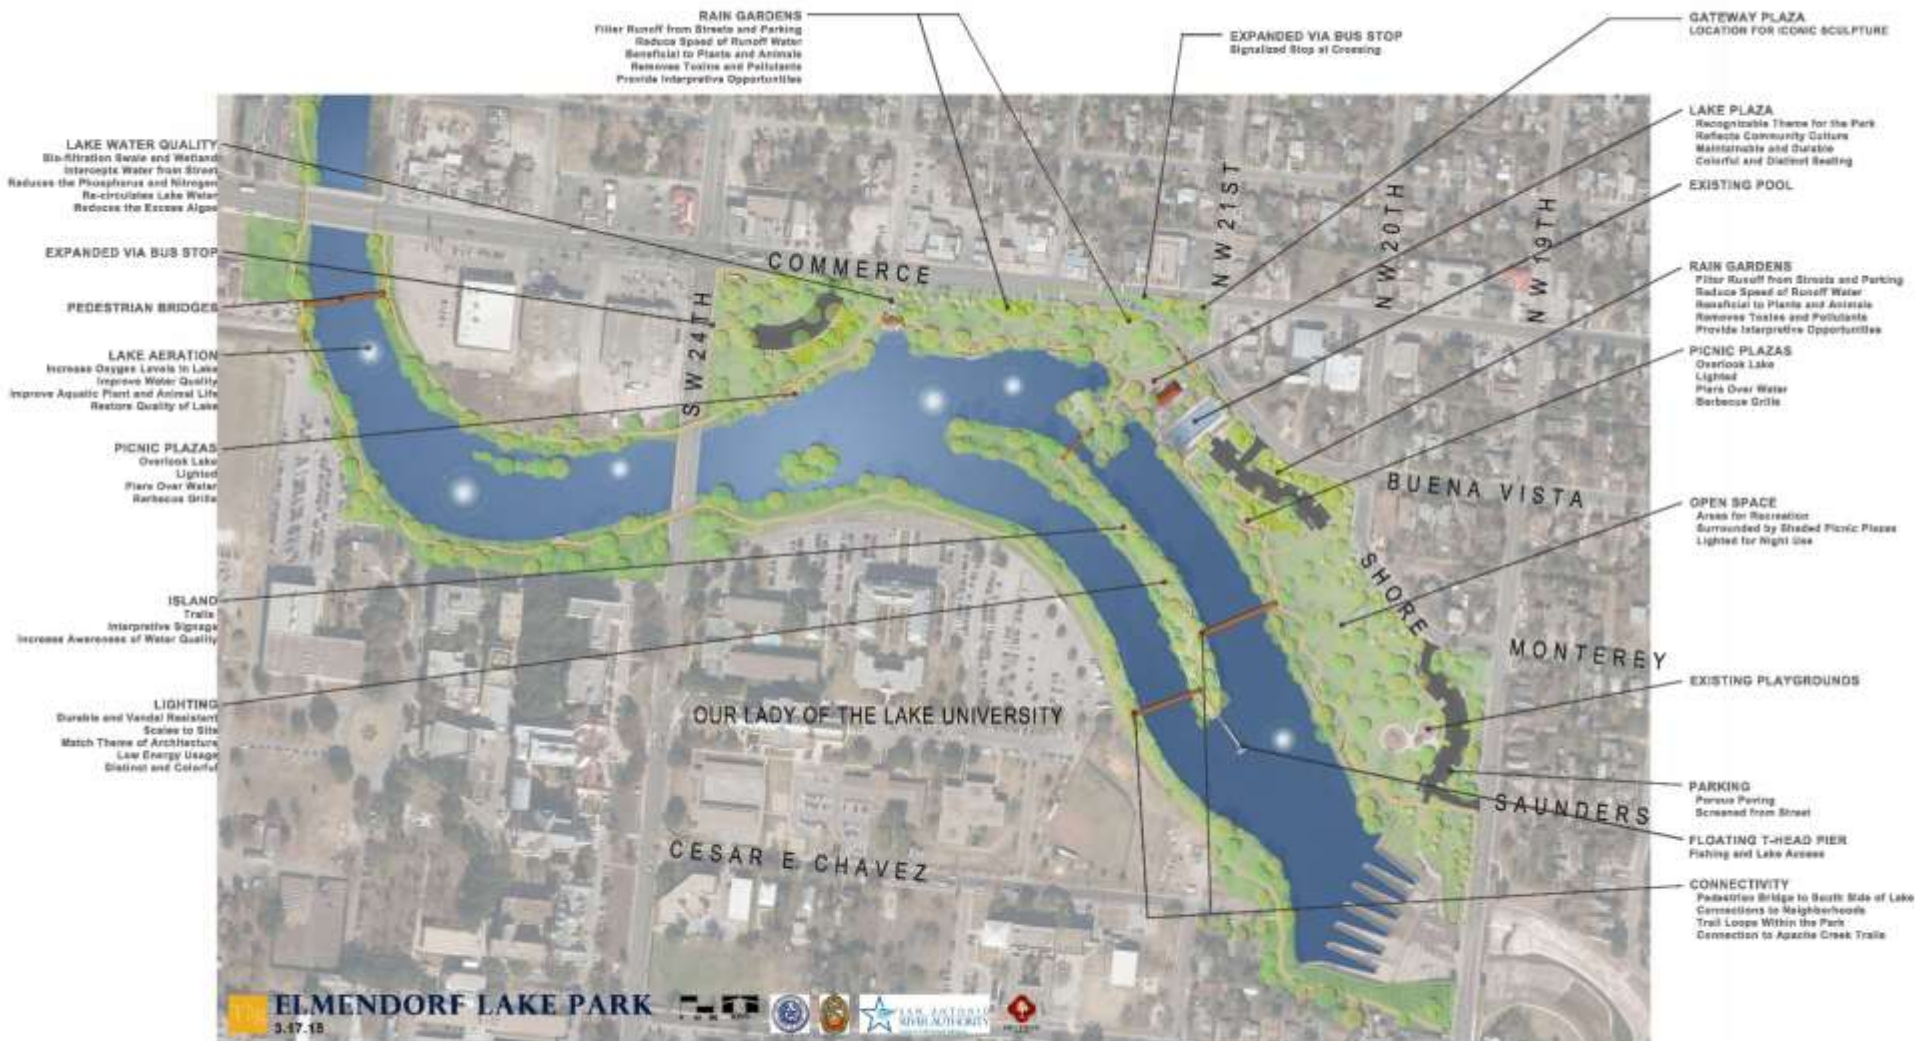 RAIN GARDENS
Filter Runoff from Streets and Parking
Reduce Speed of Runoff Water
Beneficial to Plants and Animals
Removes Toxins and Pollutants
Provide Interpretive Opportunities
EXPANDED VIA BUS STOP
Signalized Stop at Crossing
GATEWAY PLAZA
LOCATION FOR ICONIC SCULPTURE
LAKE PLAZA
Recognizable Theme for the Park
Reflects Community Culture
Maintainable and Durable
Colorful and Distinct Seating
EXISTING POOL
RAIN GARDENS
Filter Runoff from Streets and Parking
Reduce Speed of Runoff Water
Beneficial to Plants and Animals
Removes Toxins and Pollutants
Provide Interpretive Opportunities
PICNIC PLAZAS
Overlook Lake
Lighted
Piers Over Water
Barbecue Grills
OPEN SPACE
Areas for Recreation
Surrounded by Shaded Picnic Plazas
Lighted for Night Use
EXISTING PLAYGROUNDS
PARKING
Porous Paving
Screened from Street
FLOATING T-HEAD PIER
Fishing and Lake Access
CONNECTIVITY
Pedestrian Bridge to South Side of Lake
Connections to Neighborhoods
Trail Loops Within the Park
Connection to Apache Creek Trails
LAKE WATER QUALITY
Bio-filtration Swale and Wetland
Intercepts Water from Street
Reduces the Phosphorus and Nitrogen
Re-circulates Lake Water
Reduces the Excess Algae
EXPANDED VIA BUS STOP
PEDESTRIAN BRIDGES
LAKE AERATION
Increase Oxygen Levels in Lake
Improve Water Quality
Improve Aquatic Plant and Animal Life
Restore Quality of Lake
PICNIC PLAZAS
Overlook Lake
Lighted
Piers Over Water
Barbecue Grills
ISLAND
Trails
Interpretive Signage
Increase Awareness of Water Quality
LIGHTING
Durable and Vandal Resistant
Scales to Site
Match Theme of Architecture
Low Energy Usage
Distinct and Colorful
COMMERCE
SW 24TH
NW 21ST
NW 20TH
NW 19TH
BUENA VISTA
SHORE
MONTEREY
SAUNDERS
OUR LADY OF THE LAKE UNIVERSITY
CESAR E CHAVEZ
ELMENDORF LAKE PARK
3.17.15
SAN ANTONIO
RIVER AUTHORITY